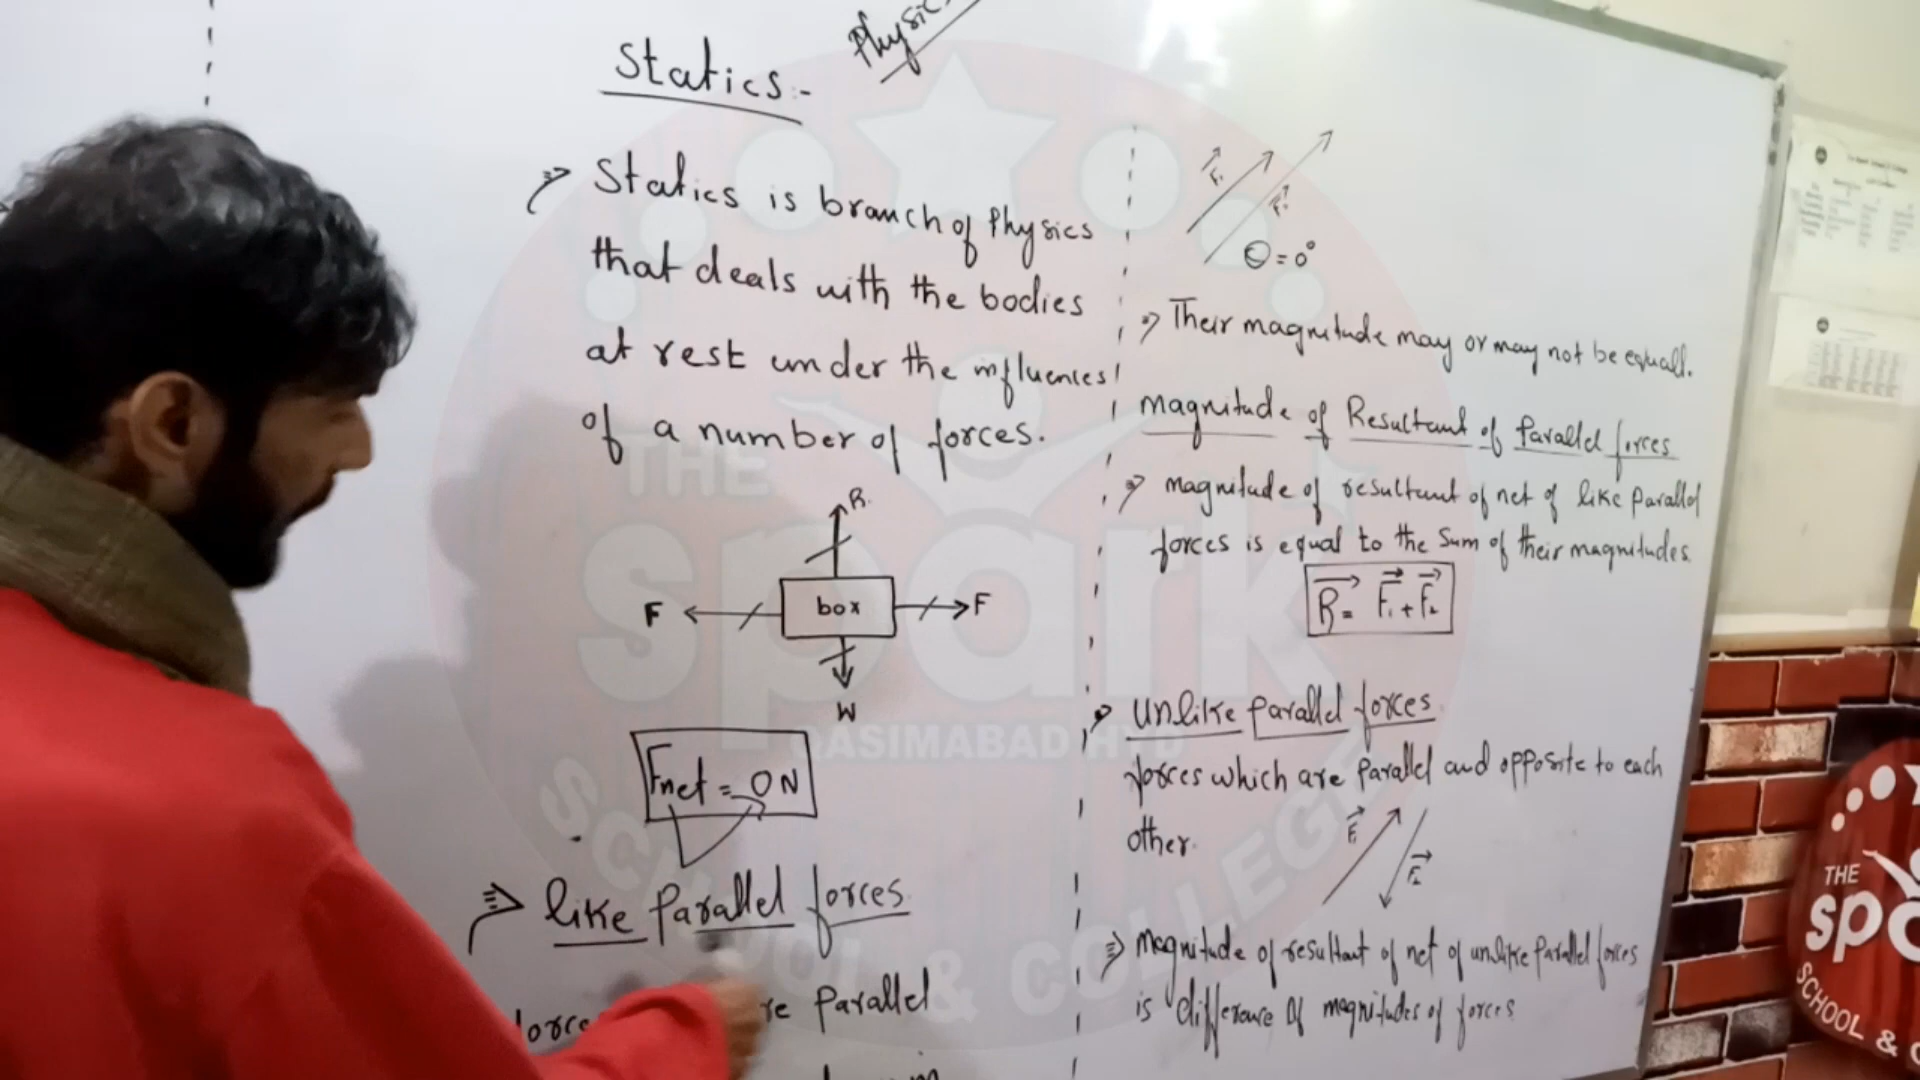 Physics
Statics:-
Statics is branch of Physics
that deals with the bodies
at rest under the influences
of a number of forces.
R.
F
box
F
W
Fnet = 0 N
like parallel forces
re Parallel
F₁
F₂
θ = 0°
Their magnitude may or may not be equall.
magnitude of Resultant of Parallel forces
magnitude of resultant of net of like parallel
forces is equal to the sum of their magnitudes.
R = F₁ + F₂
unlike parallel forces
forces which are parallel and opposite to each
other.
F₁
F₂
magnitude of resultant of net of unlike parallel forces
is difference of magnitudes of forces
THE
spark
QASIMABAD HYD
SCHOOL & COLLEGE
THE
spa
SCHOOL & C